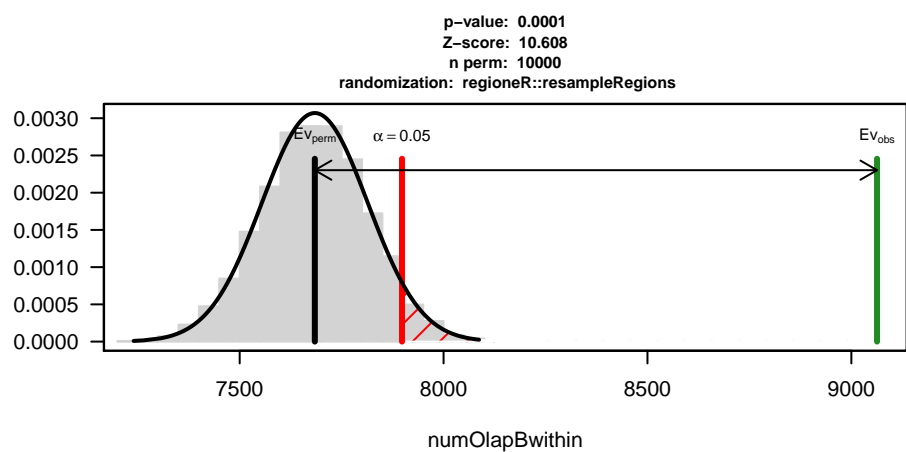 p−value: 0.0001
Z−score: 10.608
n perm: 10000
randomization: regioneR::resampleRegions
0.0030
0.0025
0.0020
0.0015
0.0010
0.0005
0.0000
Evperm
α = 0.05
Evobs
7500 8000 8500 9000
numOlapBwithin